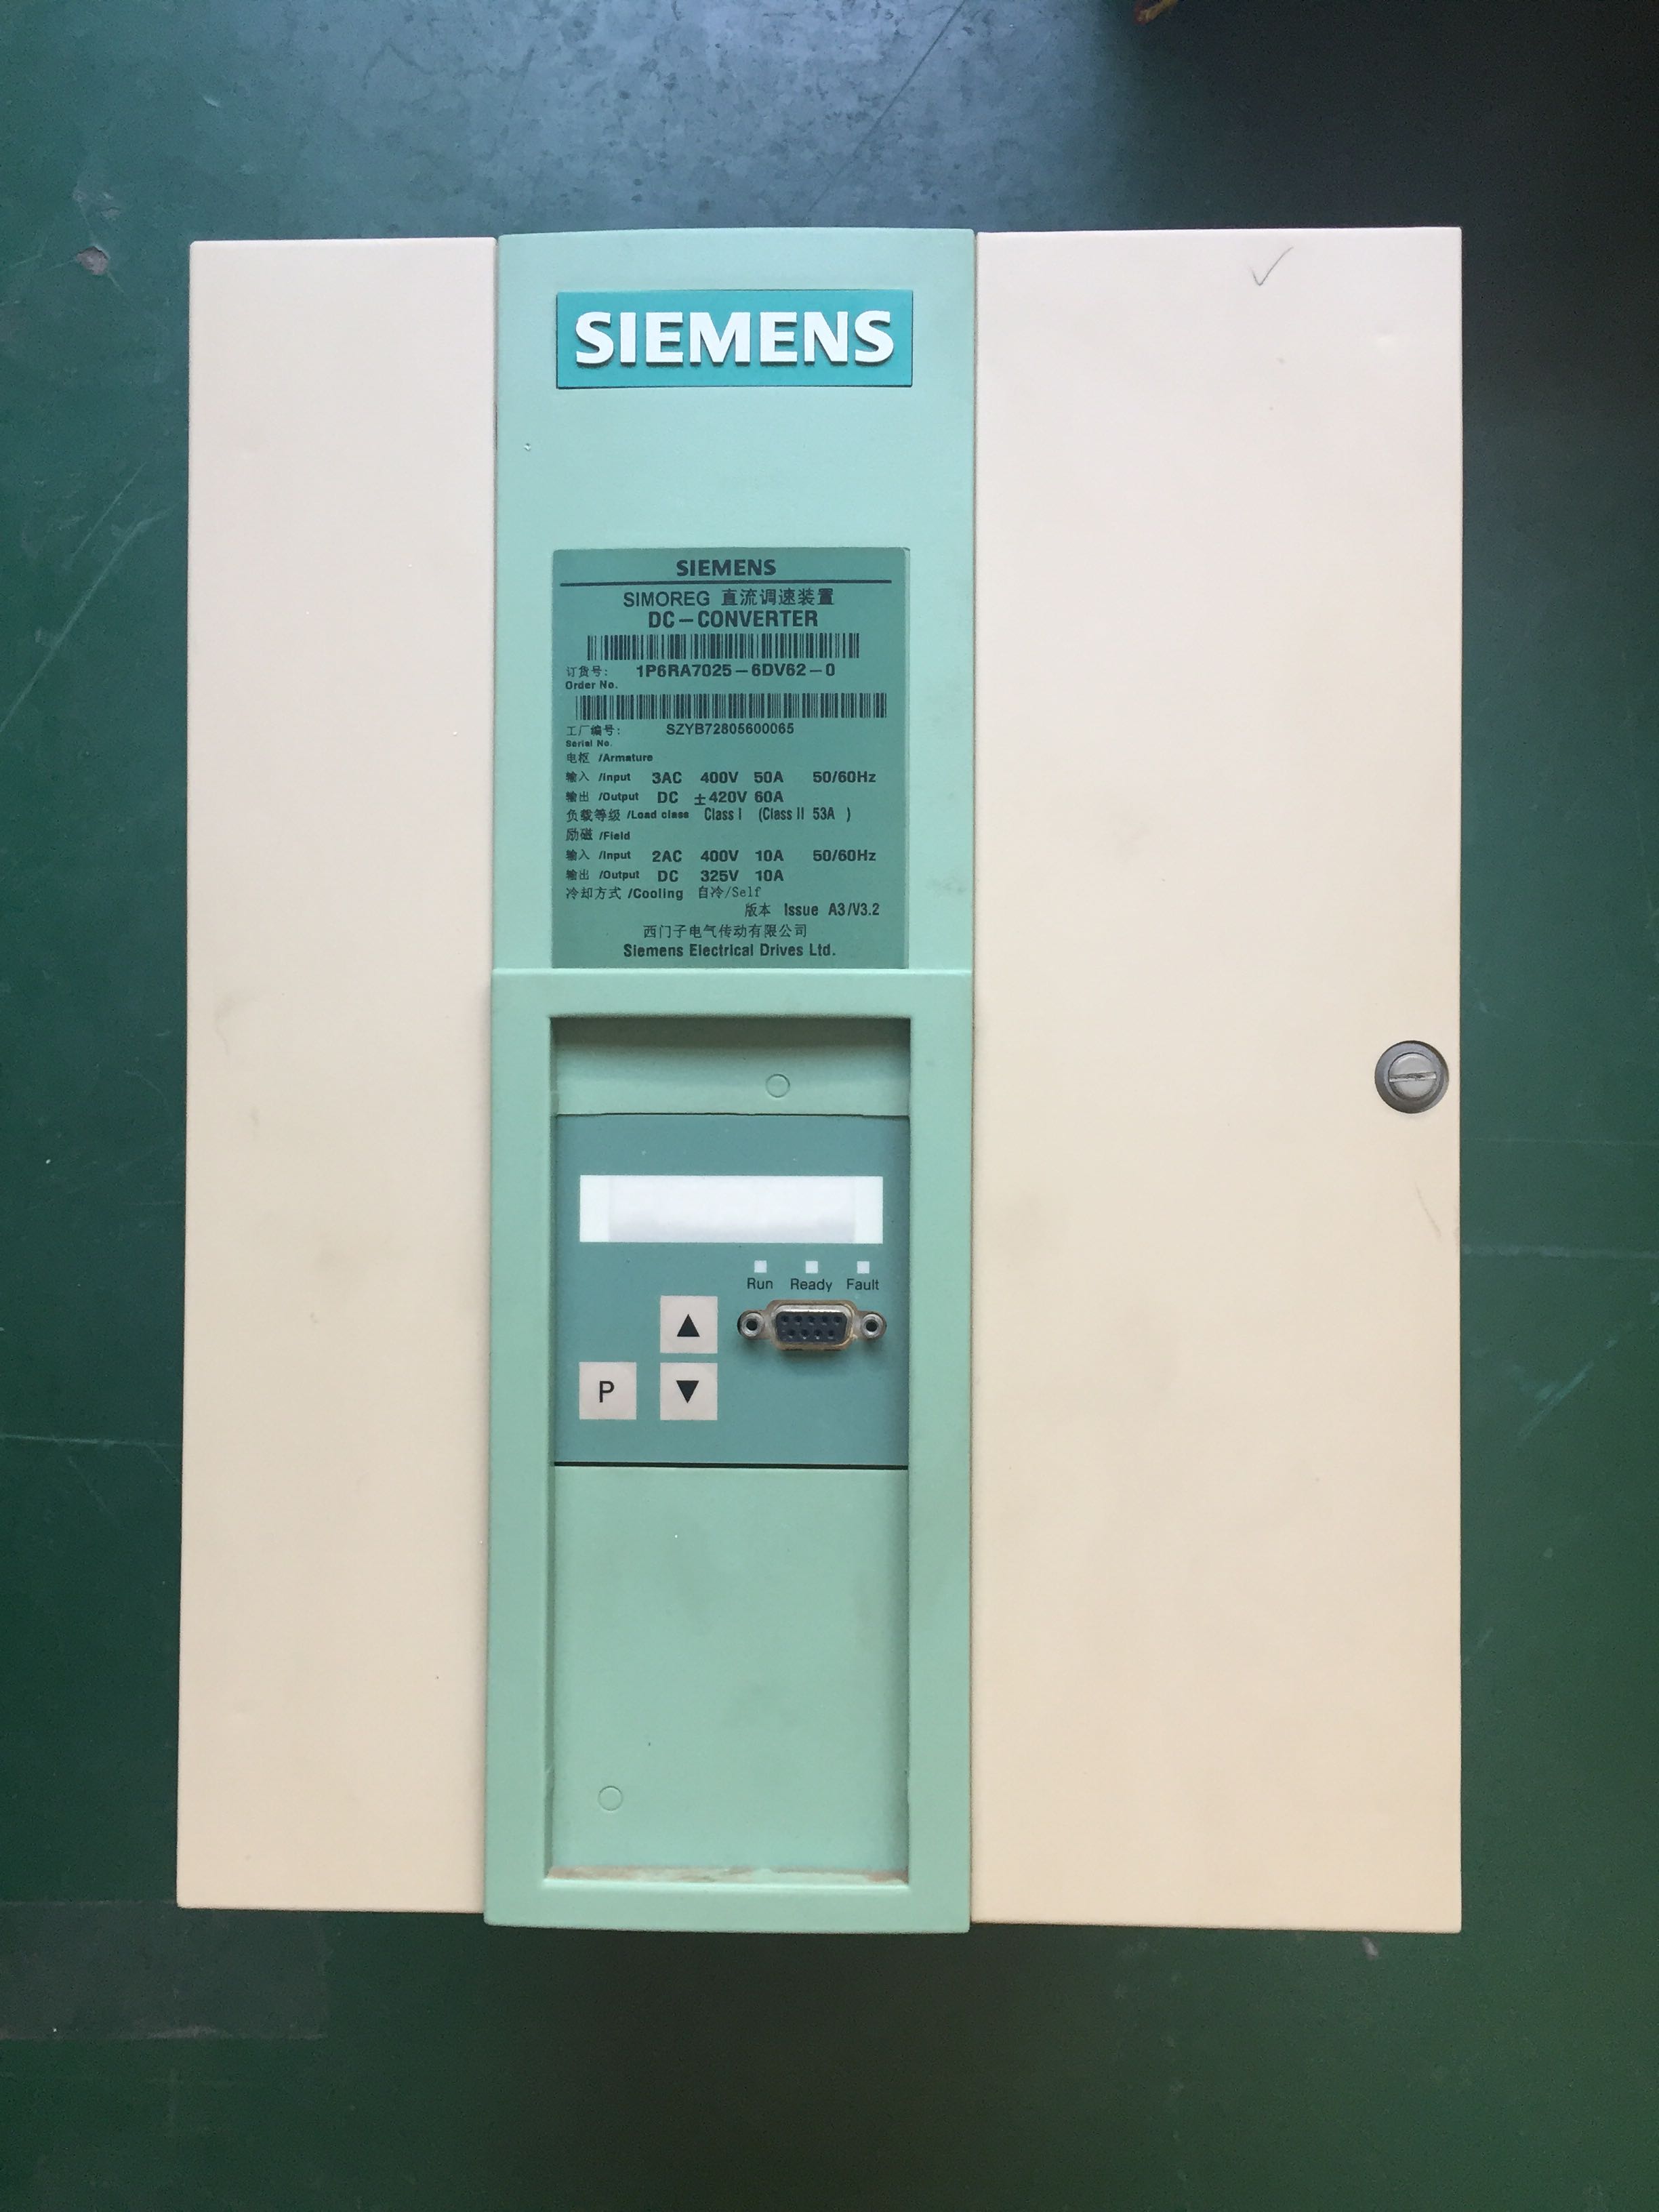 SIEMENS
SIEMENS
SIMOREG 直流调速装置
DC-CONVERTER
订货号: 1P6RA7025-6DV62-0
Order No.
工厂编号: SZYB72805600065
Serial No.
电枢 /Armature
输入 /Input 3AC 400V 50A 50/60Hz
输出 /Output DC ±420V 60A
负载等级 /Load class Class I (Class II 53A )
励磁 /Field
输入 /Input 2AC 400V 10A 50/60Hz
输出 /Output DC 325V 10A
冷却方式 /Cooling 自冷/Self
版本 Issue A3/V3.2
西门子电气传动有限公司
Siemens Electrical Drives Ltd.
Run Ready Fault
P